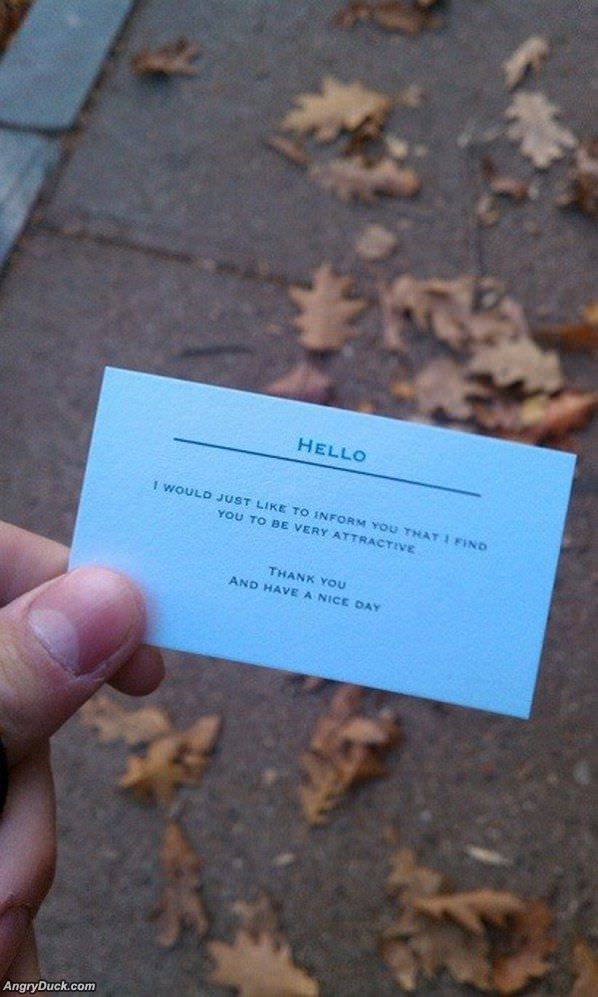 HELLO
I WOULD JUST LIKE TO INFORM YOU THAT I FIND
YOU TO BE VERY ATTRACTIVE
THANK YOU
AND HAVE A NICE DAY
AngryDuck.com